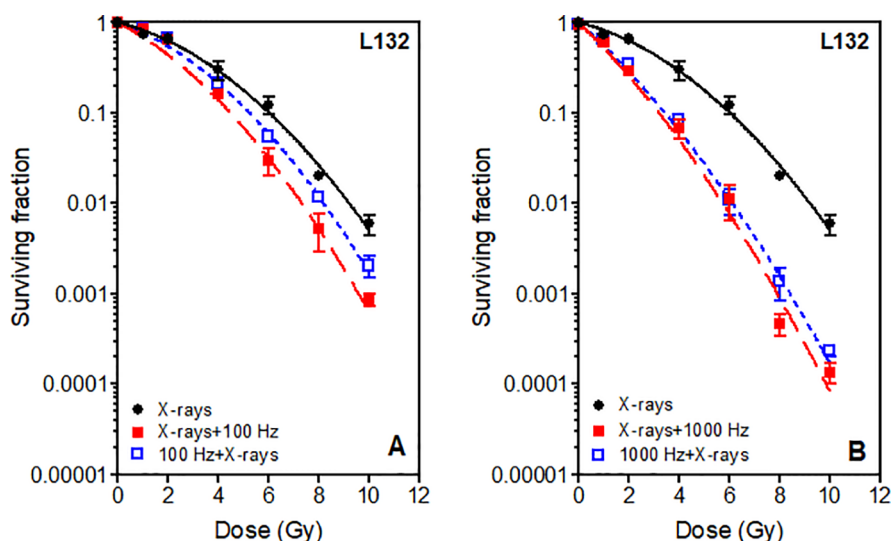 L132
Surviving fraction
1
0.1
0.01
0.001
0.0001
0.00001
X-rays
X-rays+100 Hz
100 Hz+X-rays
A
0 2 4 6 8 10 12
Dose (Gy)
L132
Surviving fraction
1
0.1
0.01
0.001
0.0001
0.00001
X-rays
X-rays+1000 Hz
1000 Hz+X-rays
B
0 2 4 6 8 10 12
Dose (Gy)